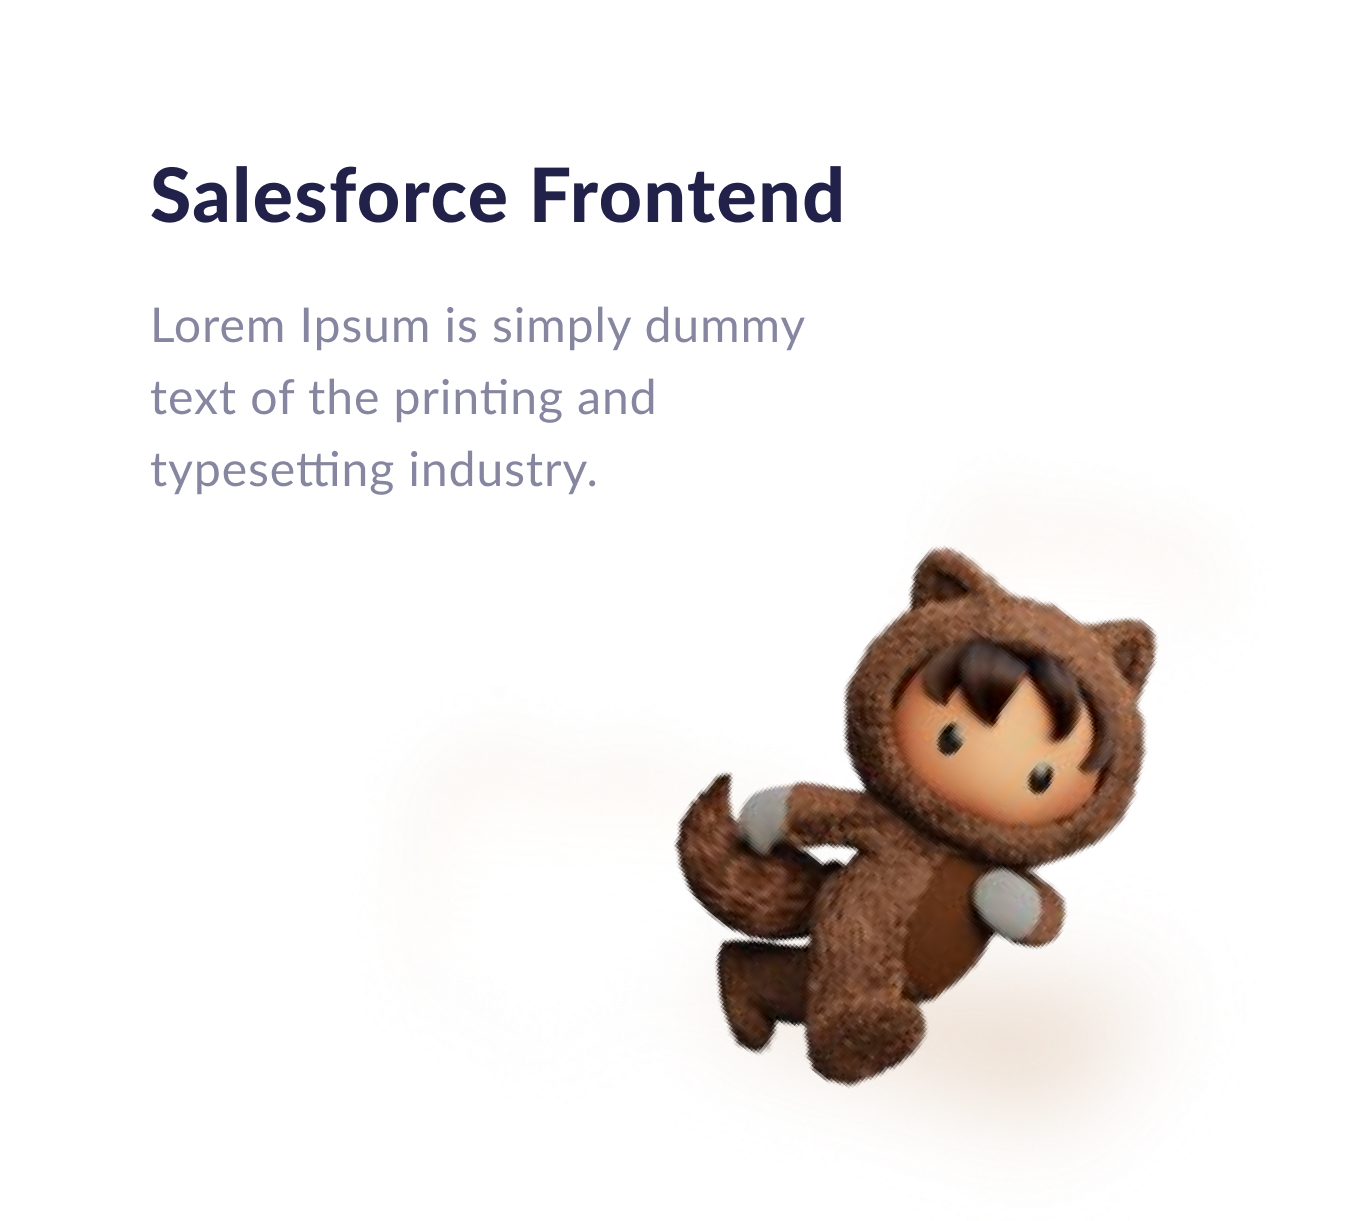 Salesforce Frontend
Lorem Ipsum is simply dummy
text of the printing and
typesetting industry.